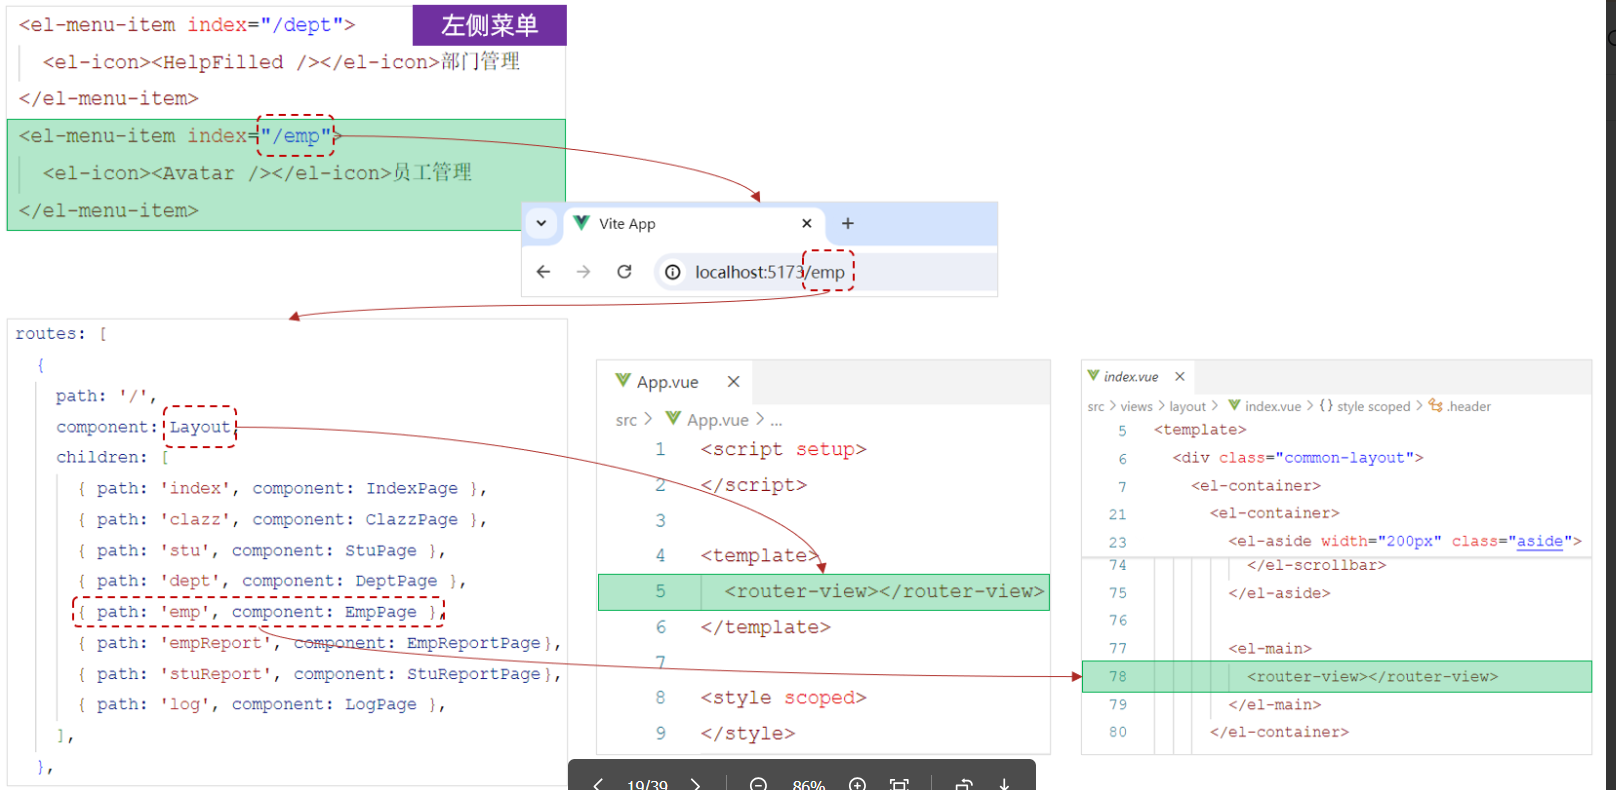 <el-menu-item index="/dept">
左侧菜单
<el-icon><HelpFilled /></el-icon>部门管理
</el-menu-item>
<el-menu-item index="/emp">
<el-icon><Avatar /></el-icon>员工管理
</el-menu-item>
Vite App
localhost:5173/emp
routes: [
{
path: '/',
component: Layout,
children: [
{ path: 'index', component: IndexPage },
{ path: 'clazz', component: ClazzPage },
{ path: 'stu', component: StuPage },
{ path: 'dept', component: DeptPage },
{ path: 'emp', component: EmpPage },
{ path: 'empReport', component: EmpReportPage},
{ path: 'stuReport', component: StuReportPage},
{ path: 'log', component: LogPage },
],
},
App.vue
src > App.vue > ...
1 <script setup>
2 </script>
3
4 <template>
5 <router-view></router-view>
6 </template>
7
8 <style scoped>
9 </style>
index.vue
src > views > layout > index.vue > {} style scoped > .header
5 <template>
6 <div class="common-layout">
7 <el-container>
21 <el-container>
23 <el-aside width="200px" class="aside">
74 </el-scrollbar>
75 </el-aside>
76
77 <el-main>
78 <router-view></router-view>
79 </el-main>
80 </el-container>
19/39
86%